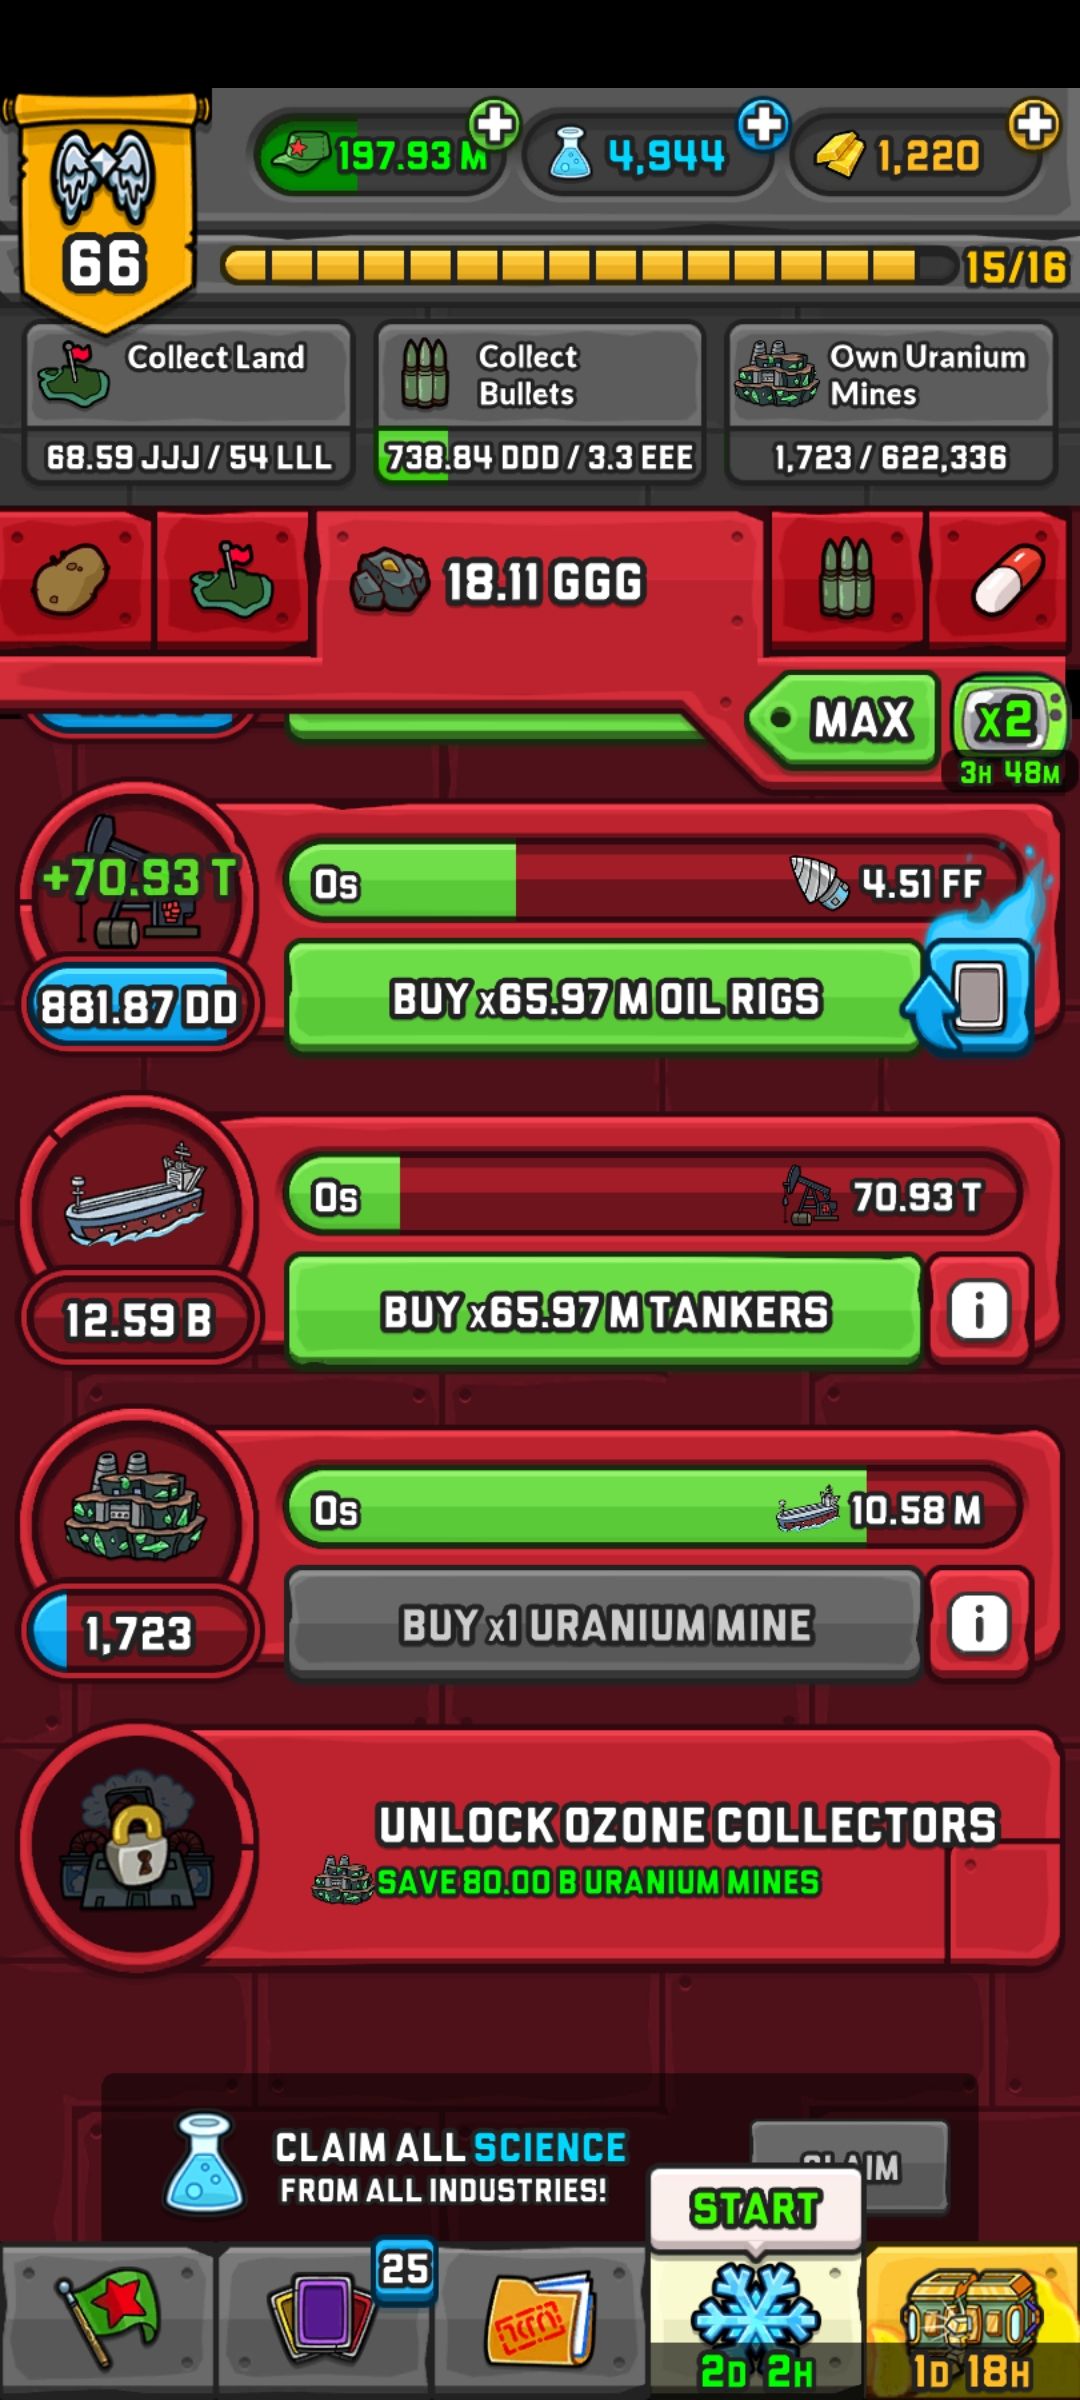 197.93 M
4,944
1,220
66
15/16
Collect Land
68.59 JJJ / 54 LLL
Collect
Bullets
738.84 DDD / 3.3 EEE
Own Uranium
Mines
1,723 / 622,336
18.11 GGG
MAX
x2
3H 48M
+70.93 T
0s
4.51 FF
881.87 DD
BUY x65.97 M OIL RIGS
0s
70.93 T
12.59 B
BUY x65.97 M TANKERS
i
0s
10.58 M
1,723
BUY x1 URANIUM MINE
i
UNLOCK OZONE COLLECTORS
SAVE 80.00 B URANIUM MINES
CLAIM ALL SCIENCE
FROM ALL INDUSTRIES!
CLAIM
START
25
2D 2H
1D 18H